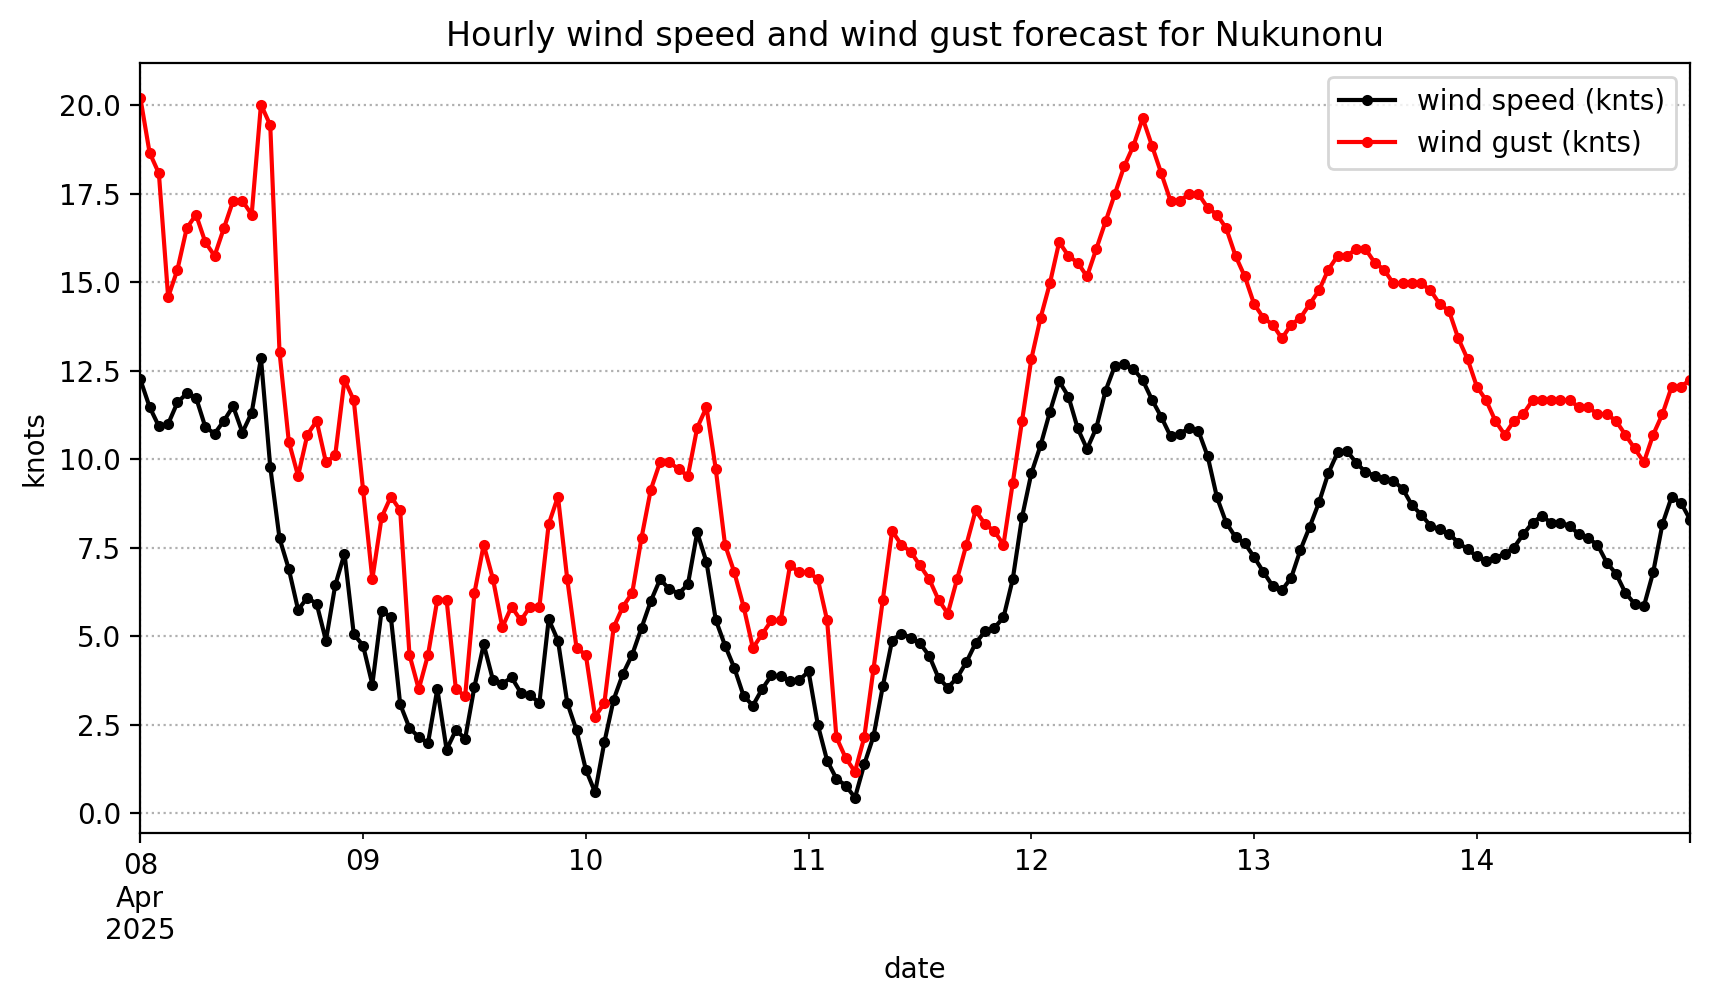 Hourly wind speed and wind gust forecast for Nukunonu
wind speed (knts)
wind gust (knts)
knots
20.0
17.5
15.0
12.5
10.0
7.5
5.0
2.5
0.0
08 09 10 11 12 13 14
Apr
2025
date